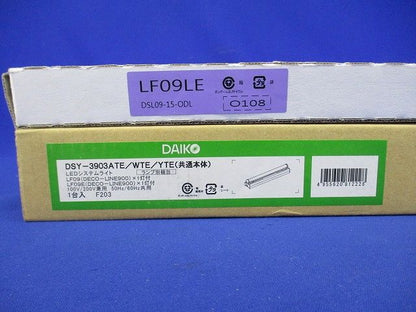 LF09LE
DSL09-15-ODL
O108
DAIKO
DSY-3903ATE/WTE/YTE(共通本体)
LEDシステムライト ランプ別梱包
LF09(DECO-LINE900)×1灯付
LF09E(DECO-LINE900)×1灯付
100V/200V兼用 50Hz/60Hz共用
1台入 F203